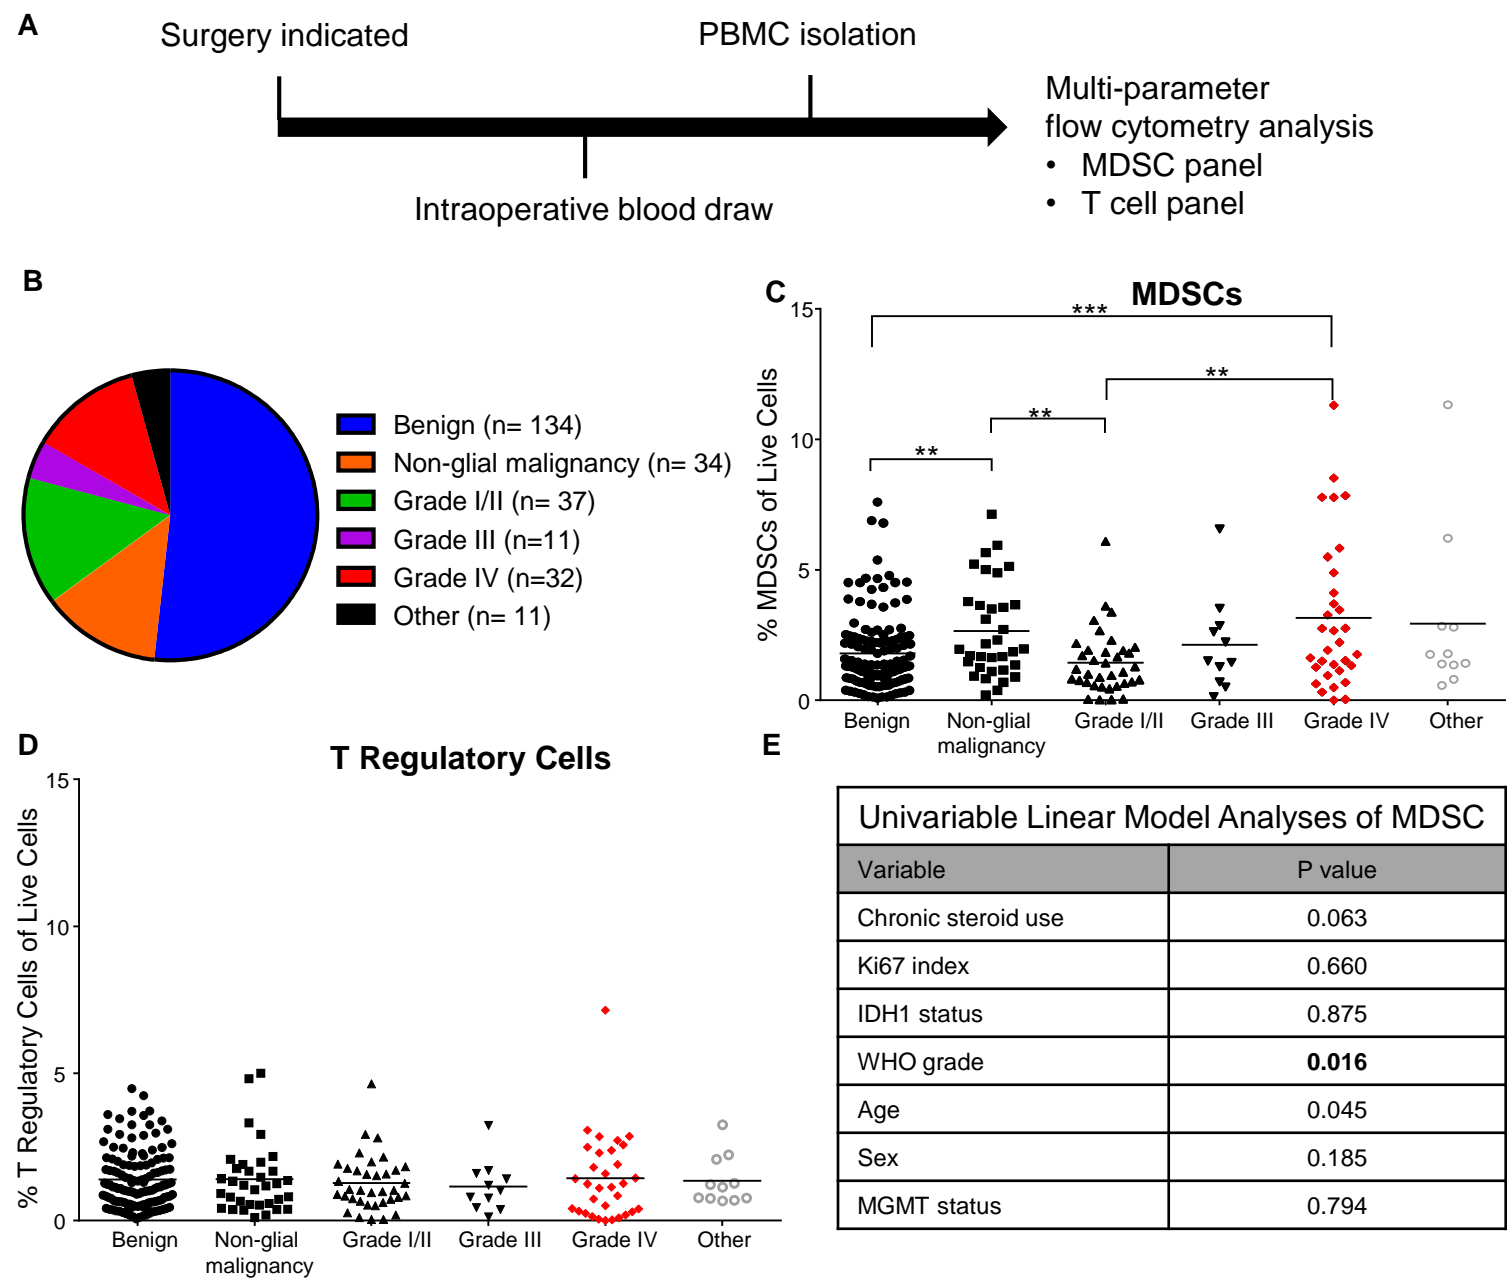 A
Surgery indicated
PBMC isolation
Intraoperative blood draw
Multi-parameter
flow cytometry analysis
• MDSC panel
• T cell panel
B
Benign (n= 134)
Non-glial malignancy (n= 34)
Grade I/II (n= 37)
Grade III (n=11)
Grade IV (n=32)
Other (n= 11)
C
MDSCs
% MDSCs of Live Cells
15
10
5
0
***
**
**
**
Benign
Non-glial
malignancy
Grade I/II
Grade III
Grade IV
Other
D
T Regulatory Cells
% T Regulatory Cells of Live Cells
15
10
5
0
Benign
Non-glial
malignancy
Grade I/II
Grade III
Grade IV
Other
E
Univariable Linear Model Analyses of MDSC
Variable P value
Chronic steroid use 0.063
Ki67 index 0.660
IDH1 status 0.875
WHO grade 0.016
Age 0.045
Sex 0.185
MGMT status 0.794